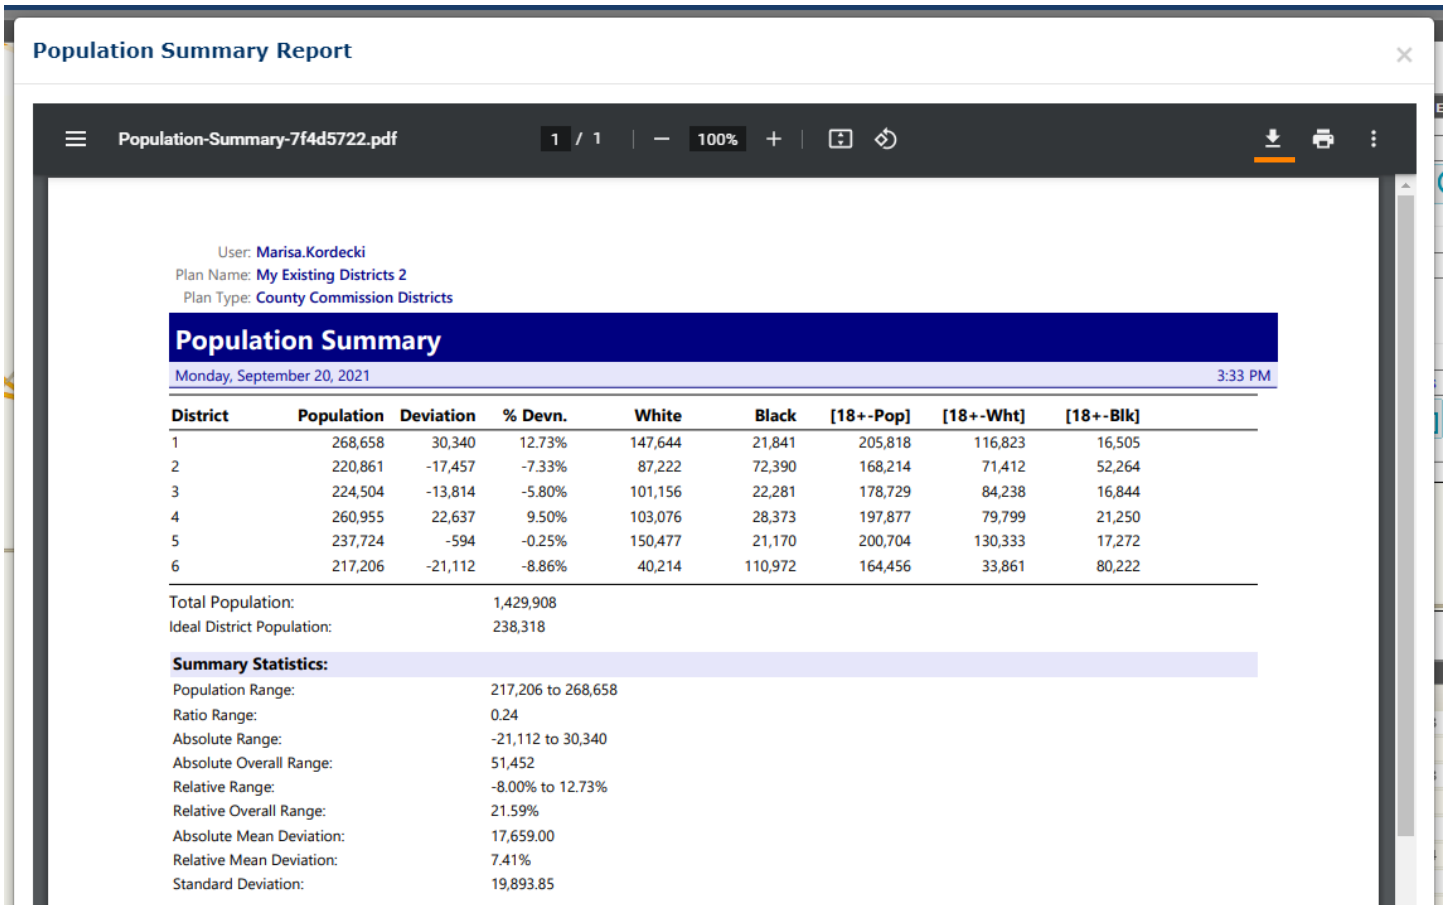 Population Summary Report
Population-Summary-7f4d5722.pdf 1 / 1 100%
User: Marisa.Kordecki
Plan Name: My Existing Districts 2
Plan Type: County Commission Districts
Population Summary
Monday, September 20, 2021 3:33 PM
District Population Deviation % Devn. White Black [18+-Pop] [18+-Wht] [18+-Blk]
1 268,658 30,340 12.73% 147,644 21,841 205,818 116,823 16,505
2 220,861 -17,457 -7.33% 87,222 72,390 168,214 71,412 52,264
3 224,504 -13,814 -5.80% 101,156 22,281 178,729 84,238 16,844
4 260,955 22,637 9.50% 103,076 28,373 197,877 79,799 21,250
5 237,724 -594 -0.25% 150,477 21,170 200,704 130,333 17,272
6 217,206 -21,112 -8.86% 40,214 110,972 164,456 33,861 80,222
Total Population: 1,429,908
Ideal District Population: 238,318
Summary Statistics:
Population Range: 217,206 to 268,658
Ratio Range: 0.24
Absolute Range: -21,112 to 30,340
Absolute Overall Range: 51,452
Relative Range: -8.00% to 12.73%
Relative Overall Range: 21.59%
Absolute Mean Deviation: 17,659.00
Relative Mean Deviation: 7.41%
Standard Deviation: 19,893.85